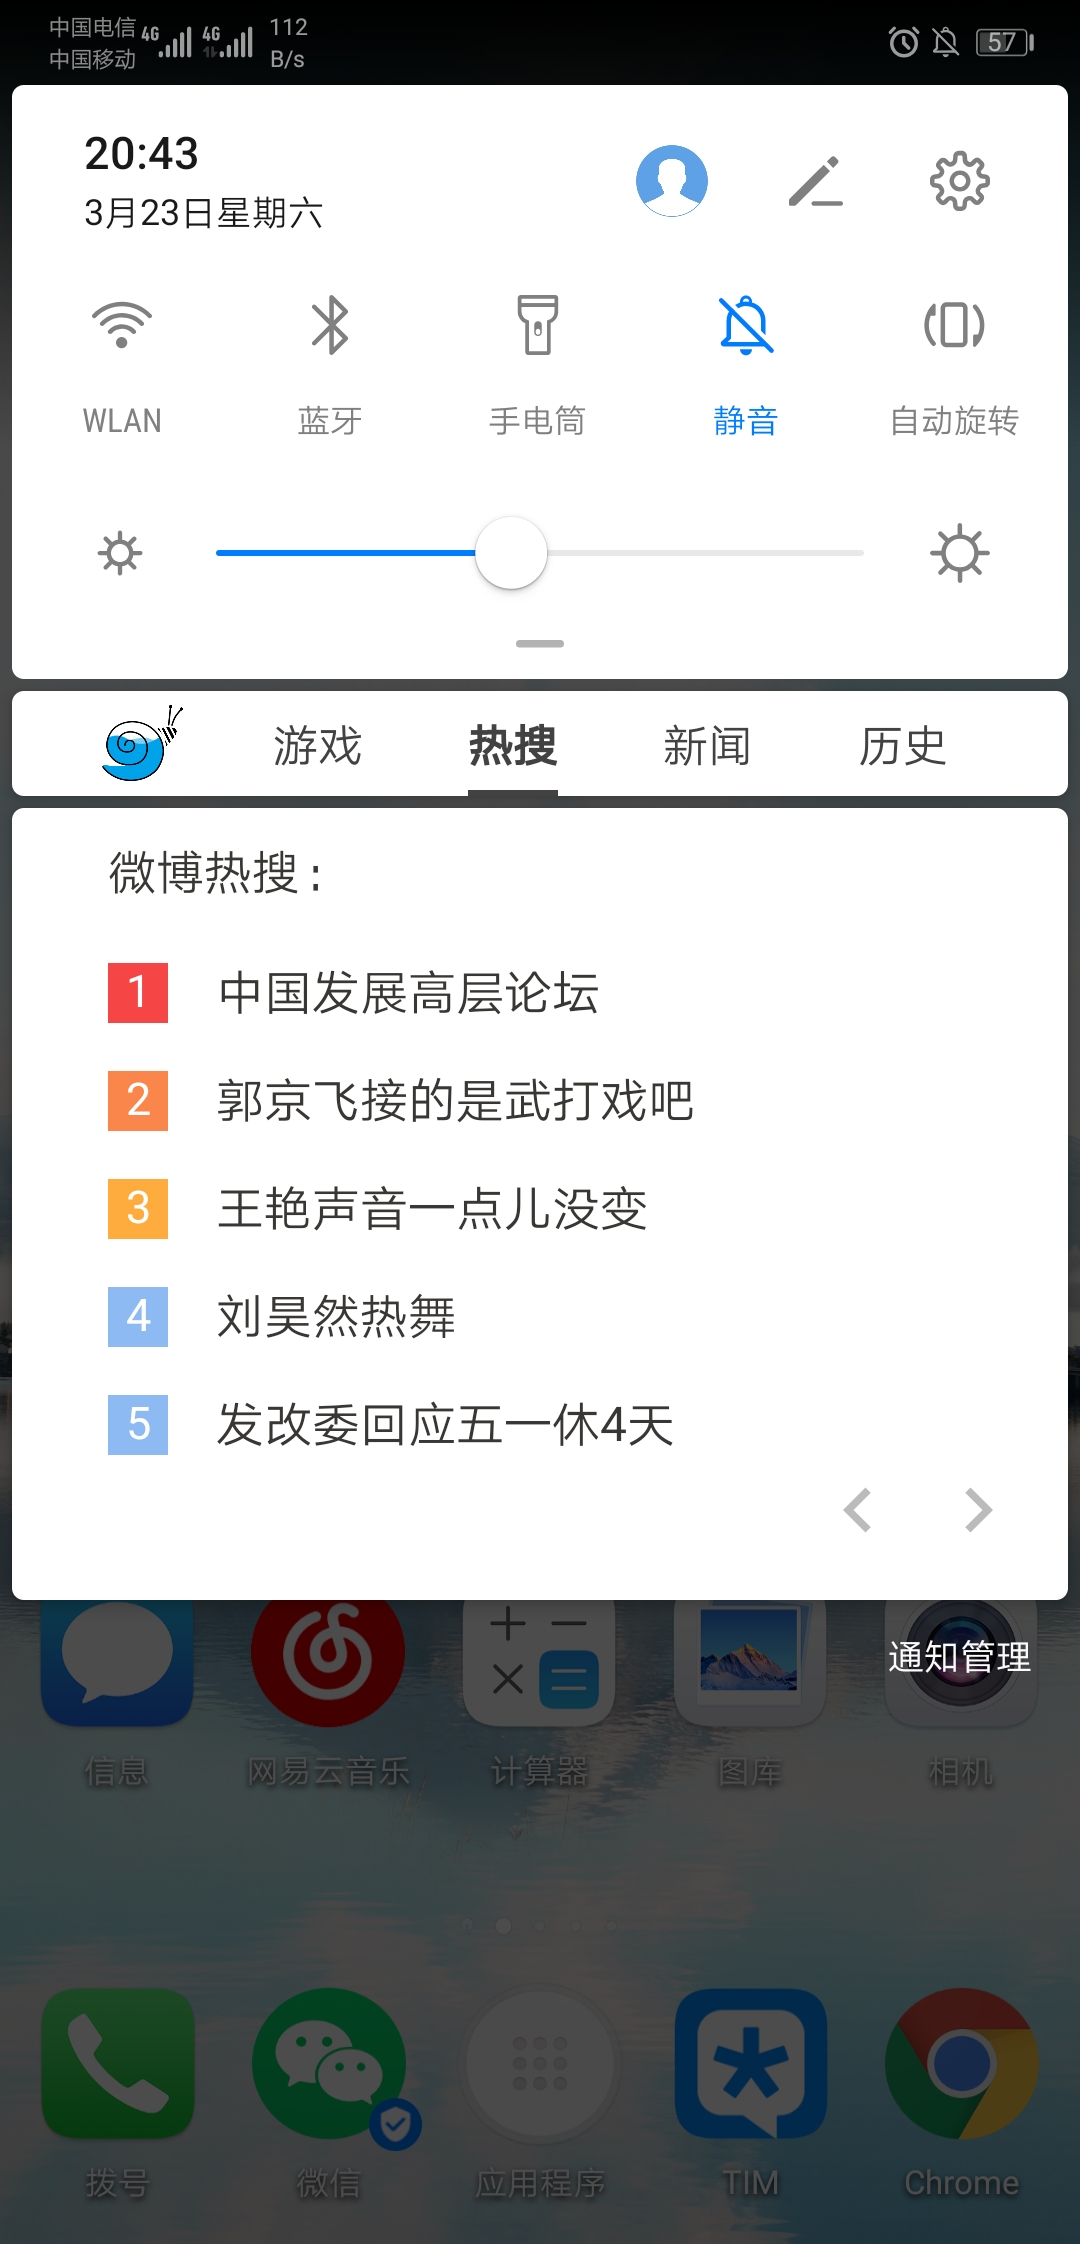 中国电信 4G 4G 112
中国移动 B/s
57
20:43
3月23日星期六
WLAN 蓝牙 手电筒 静音 自动旋转
游戏 热搜 新闻 历史
微博热搜：
1 中国发展高层论坛
2 郭京飞接的是武打戏吧
3 王艳声音一点儿没变
4 刘昊然热舞
5 发改委回应五一休4天
通知管理
信息 网易云音乐 计算器 图库 相机
拨号 微信 应用程序 TIM Chrome